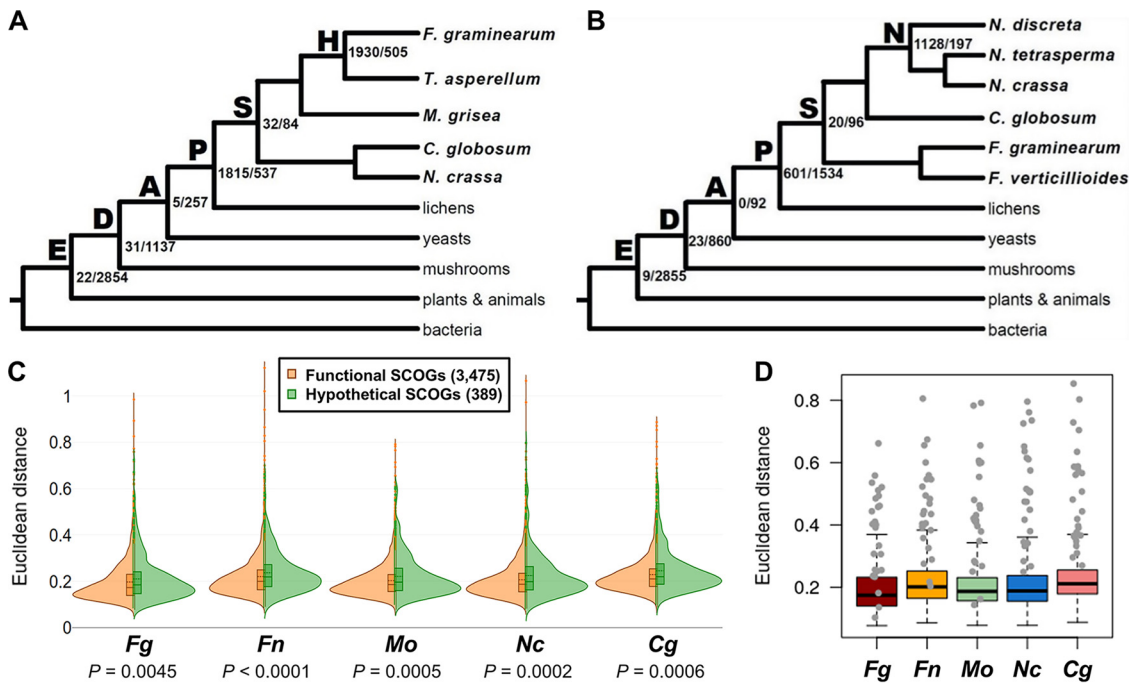 A
H
F. graminearum
1930/505
T. asperellum
S
M. grisea
32/84
P
C. globosum
1815/537
N. crassa
A
5/257
lichens
D
yeasts
31/1137
E
mushrooms
22/2854
plants & animals
bacteria
B
N
N. discreta
1128/197
N. tetrasperma
N. crassa
S
C. globosum
20/96
P
F. graminearum
601/1534
F. verticillioides
A
0/92
lichens
D
yeasts
23/860
E
mushrooms
9/2855
plants & animals
bacteria
C
Functional SCOGs (3,475)
Hypothetical SCOGs (389)
Euclidean distance
1
0.8
0.6
0.4
0.2
0
Fg Fn Mo Nc Cg
P = 0.0045 P < 0.0001 P = 0.0005 P = 0.0002 P = 0.0006
D
Euclidean distance
0.8
0.6
0.4
0.2
Fg Fn Mo Nc Cg